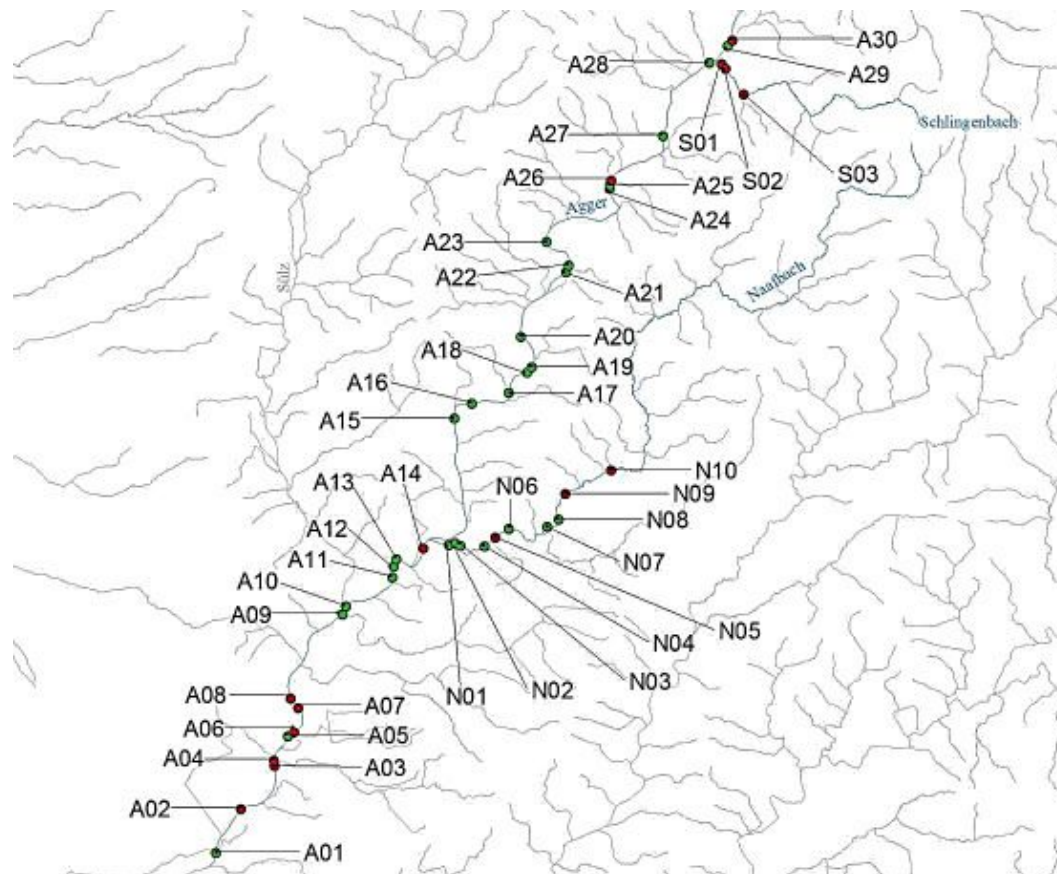 A30
A28
A29
Schlingenbach
A27
S01
S02
S03
A26
A25
A24
Agger
A23
Naafbach
Sülz
A22
A21
A20
A18
A19
A16
A17
A15
A14
N10
A13
N06
N09
A12
N08
A11
N07
A10
A09
N05
N04
N03
N01
N02
A08
A07
A06
A05
A04
A03
A02
A01